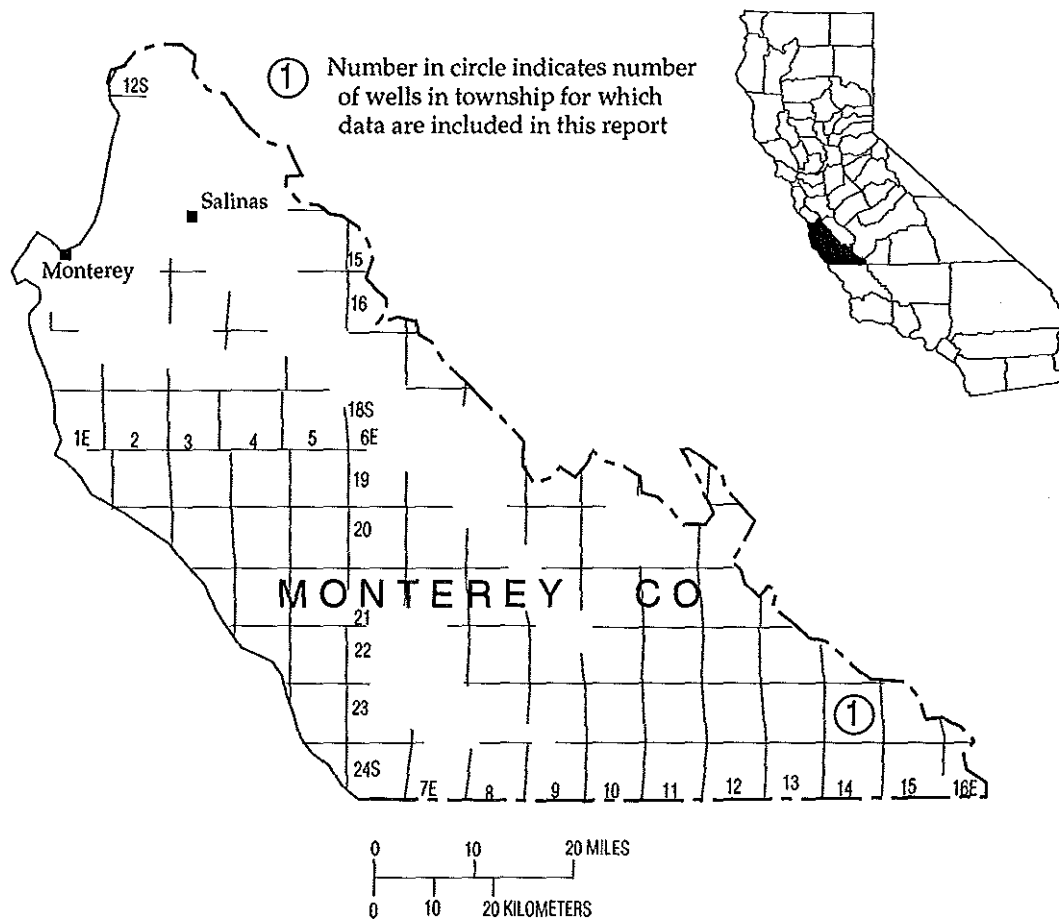 1
Number in circle indicates number
of wells in township for which
data are included in this report
12S
Salinas
Monterey
15
16
18S
1E 2 3 4 5 6E
19
20
MONTEREY CO
21
22
23
1
24S
7E 8 9 10 11 12 13 14 15 16E
0 10 20 MILES
0 10 20 KILOMETERS